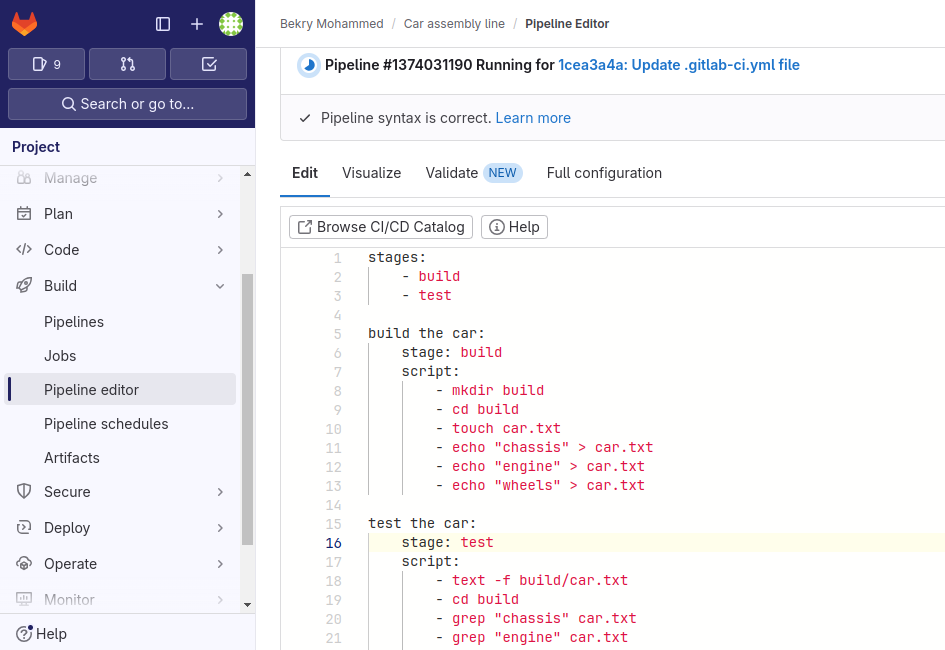 9
Search or go to...
Project
Manage
Plan
Code
Build
Pipelines
Jobs
Pipeline editor
Pipeline schedules
Artifacts
Secure
Deploy
Operate
Monitor
Help
Bekry Mohammed / Car assembly line / Pipeline Editor
Pipeline #1374031190 Running for 1cea3a4a: Update .gitlab-ci.yml file
Pipeline syntax is correct. Learn more
Edit Visualize Validate NEW Full configuration
Browse CI/CD Catalog Help
1 stages:
2 - build
3 - test
4
5 build the car:
6 stage: build
7 script:
8 - mkdir build
9 - cd build
10 - touch car.txt
11 - echo "chassis" > car.txt
12 - echo "engine" > car.txt
13 - echo "wheels" > car.txt
14
15 test the car:
16 stage: test
17 script:
18 - text -f build/car.txt
19 - cd build
20 - grep "chassis" car.txt
21 - grep "engine" car.txt